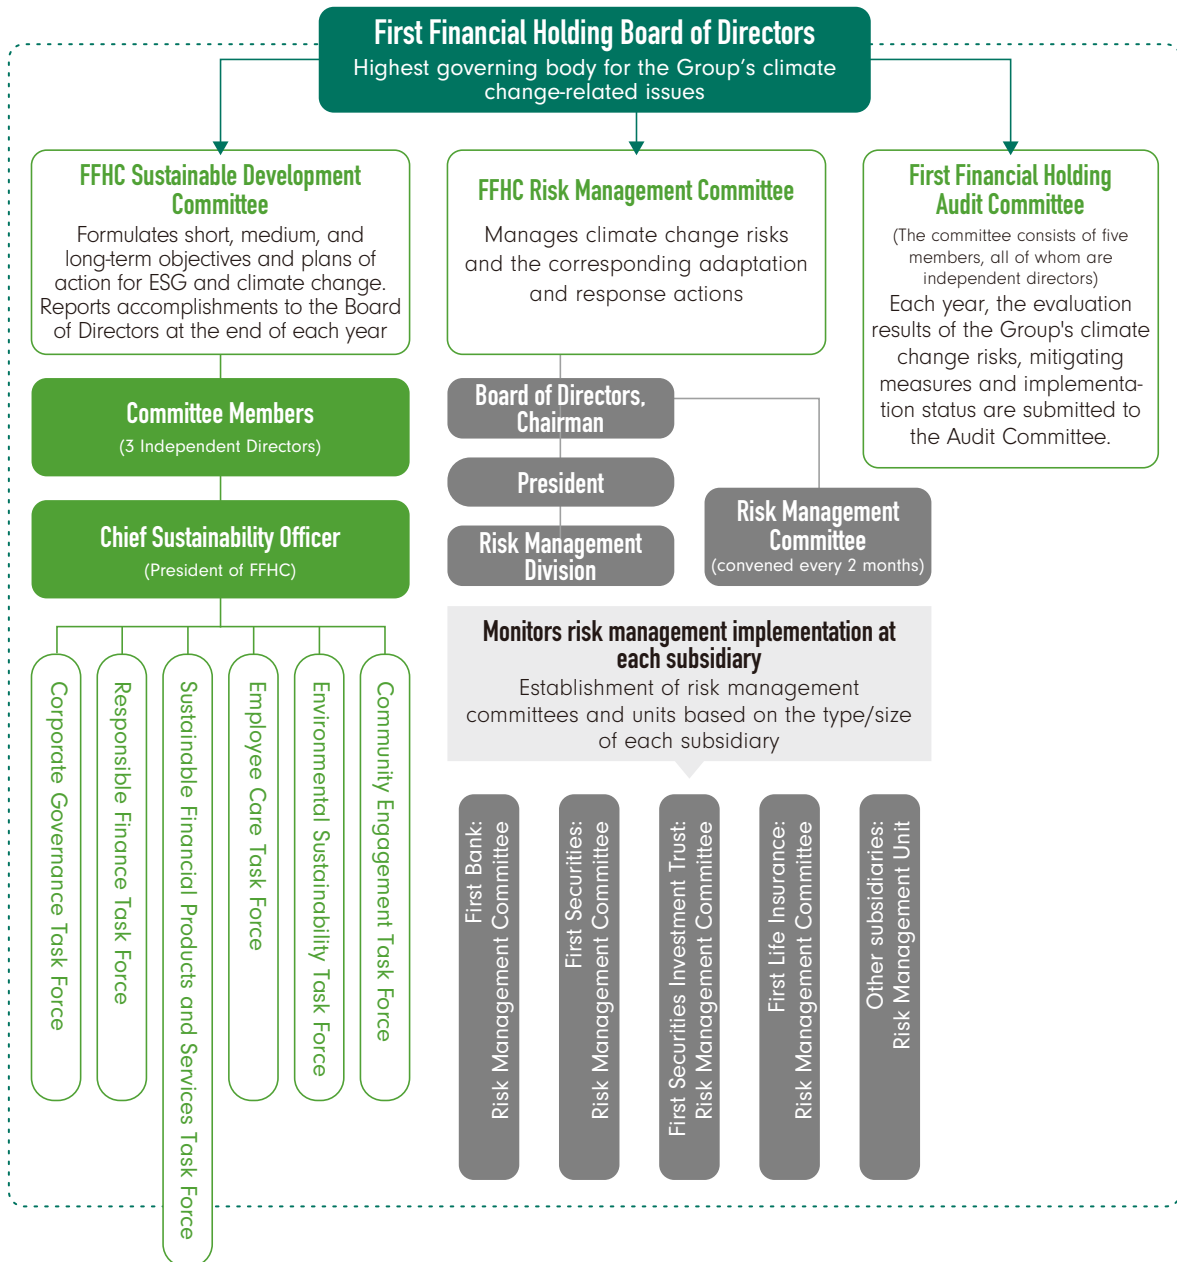 First Financial Holding Board of Directors
Highest governing body for the Group's climate
change-related issues
FFHC Sustainable Development
Committee
Formulates short, medium, and
long-term objectives and plans of
action for ESG and climate change.
Reports accomplishments to the Board
of Directors at the end of each year
Committee Members
(3 Independent Directors)
Chief Sustainability Officer
(President of FFHC)
Corporate Governance Task Force
Responsible Finance Task Force
Sustainable Financial Products and Services Task Force
Employee Care Task Force
Environmental Sustainability Task Force
Community Engagement Task Force
FFHC Risk Management Committee
Manages climate change risks
and the corresponding adaptation
and response actions
Board of Directors,
Chairman
President
Risk Management
Division
Risk Management
Committee
(convened every 2 months)
Monitors risk management implementation at
each subsidiary
Establishment of risk management
committees and units based on the type/size
of each subsidiary
First Bank:
Risk Management Committee
First Securities:
Risk Management Committee
First Securities Investment Trust:
Risk Management Committee
First Life Insurance:
Risk Management Committee
Other subsidiaries:
Risk Management Unit
First Financial Holding
Audit Committee
(The committee consists of five
members, all of whom are
independent directors)
Each year, the evaluation
results of the Group's climate
change risks, mitigating
measures and implementa-
tion status are submitted to
the Audit Committee.